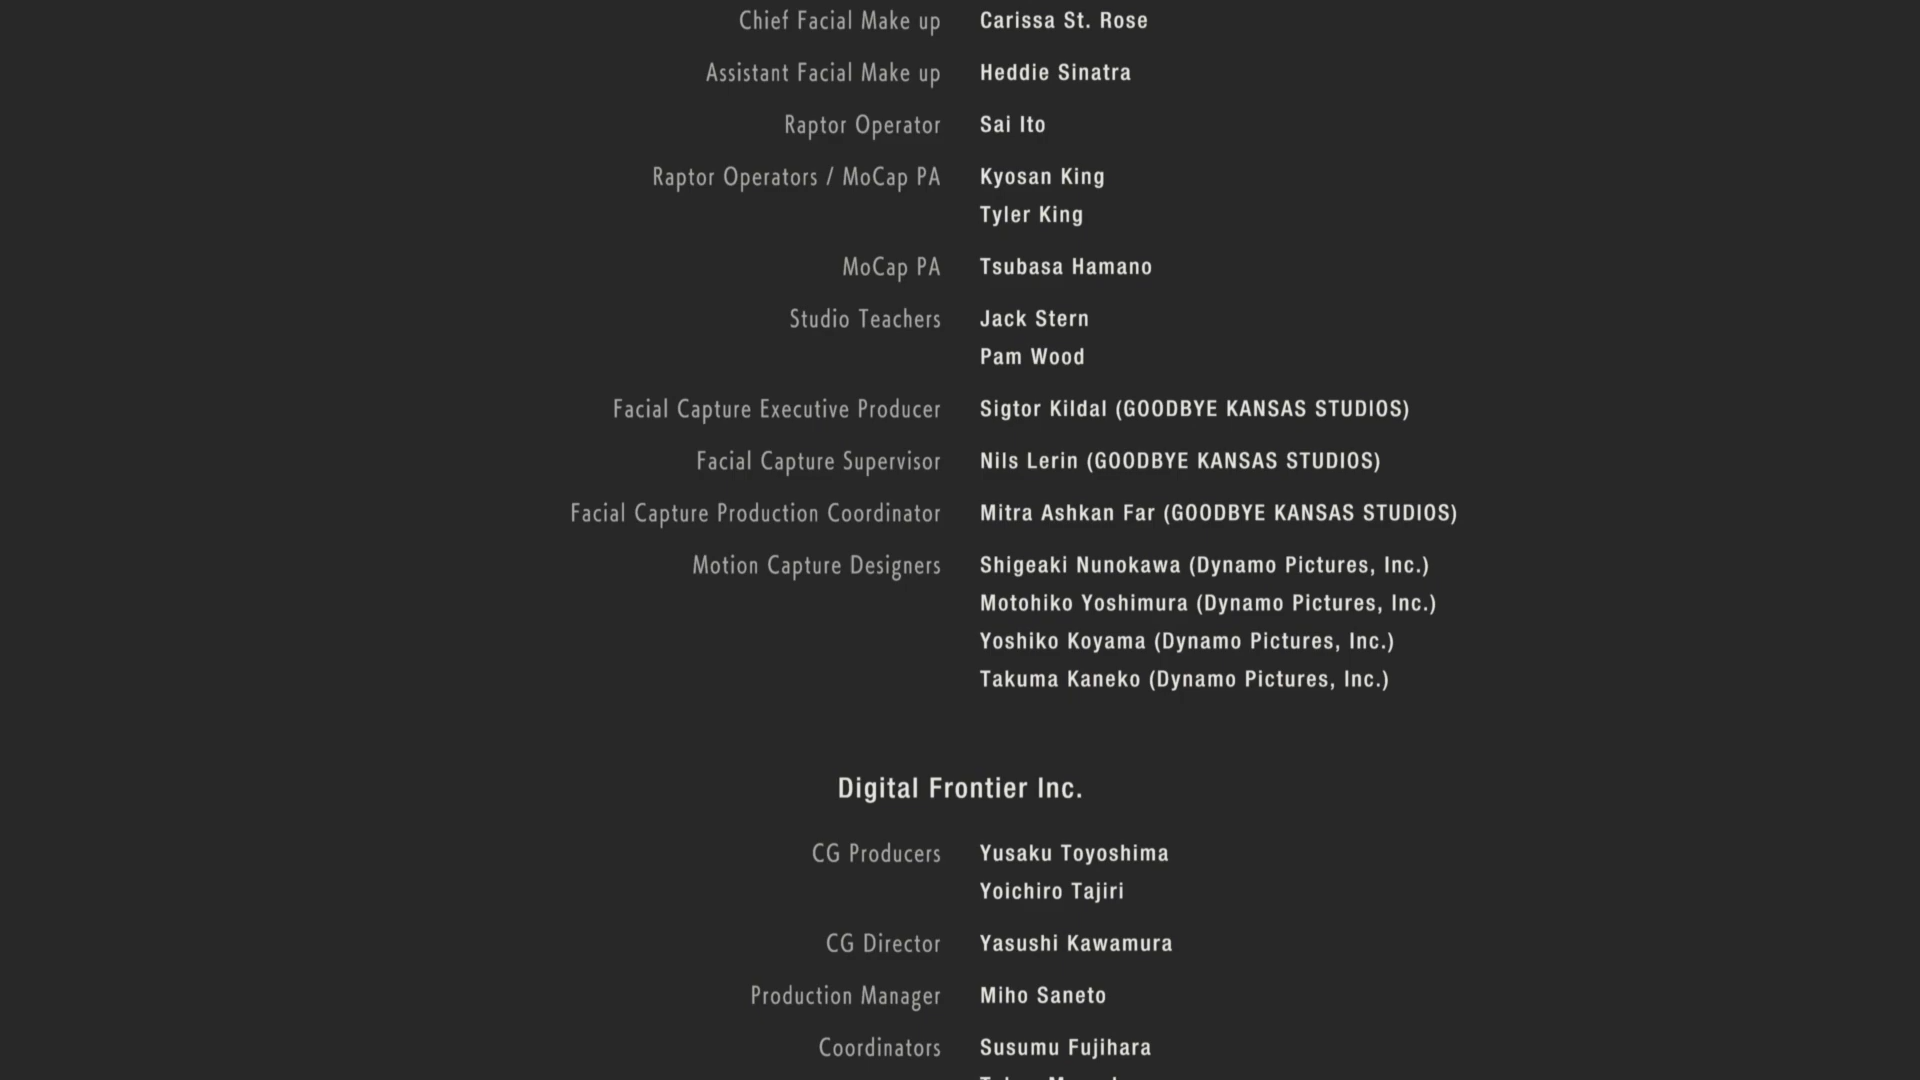 Chief Facial Make up Carissa St. Rose
Assistant Facial Make up Heddie Sinatra
Raptor Operator Sai Ito
Raptor Operators / MoCap PA Kyosan King
Tyler King
MoCap PA Tsubasa Hamano
Studio Teachers Jack Stern
Pam Wood
Facial Capture Executive Producer Sigtor Kildal (GOODBYE KANSAS STUDIOS)
Facial Capture Supervisor Nils Lerin (GOODBYE KANSAS STUDIOS)
Facial Capture Production Coordinator Mitra Ashkan Far (GOODBYE KANSAS STUDIOS)
Motion Capture Designers Shigeaki Nunokawa (Dynamo Pictures, Inc.)
Motohiko Yoshimura (Dynamo Pictures, Inc.)
Yoshiko Koyama (Dynamo Pictures, Inc.)
Takuma Kaneko (Dynamo Pictures, Inc.)
Digital Frontier Inc.
CG Producers Yusaku Toyoshima
Yoichiro Tajiri
CG Director Yasushi Kawamura
Production Manager Miho Saneto
Coordinators Susumu Fujihara